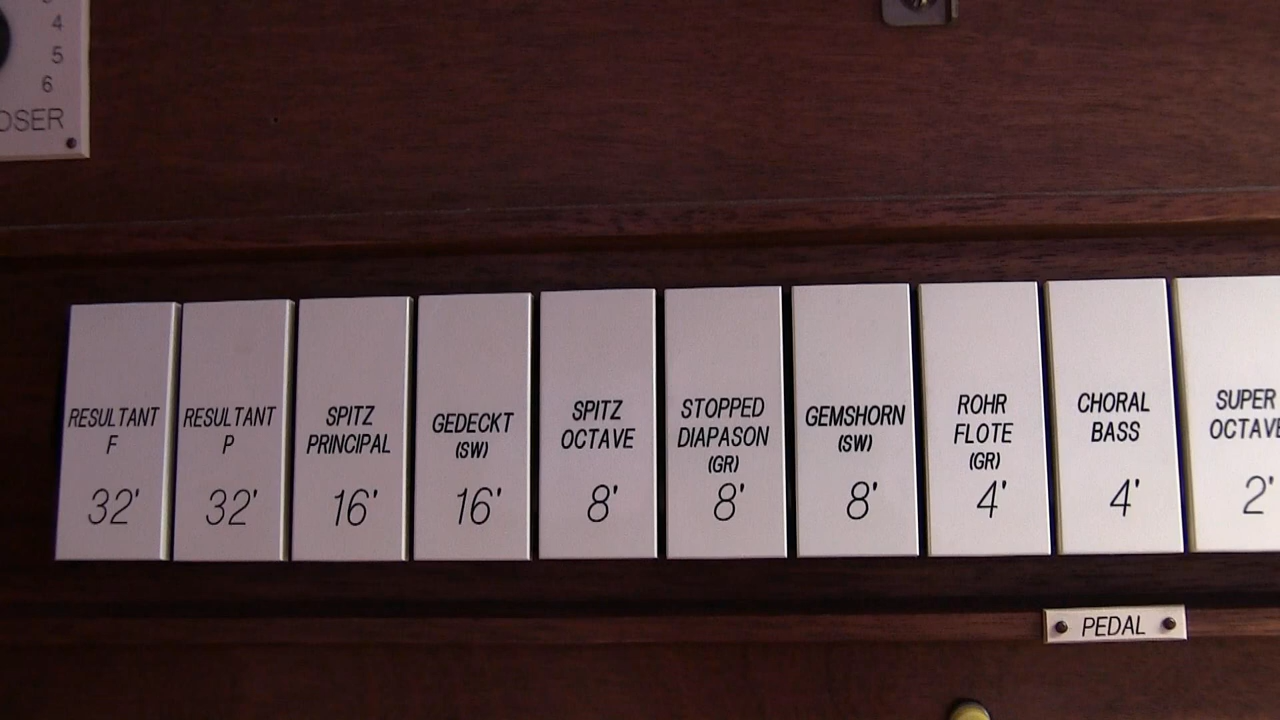 4
5
6
OSER
RESULTANT
F
32'
RESULTANT
P
32'
SPITZ
PRINCIPAL
16'
GEDECKT
(SW)
16'
SPITZ
OCTAVE
8'
STOPPED
DIAPASON
(GR)
8'
GEMSHORN
(SW)
8'
ROHR
FLOTE
(GR)
4'
CHORAL
BASS
4'
SUPER
OCTAVE
2'
PEDAL